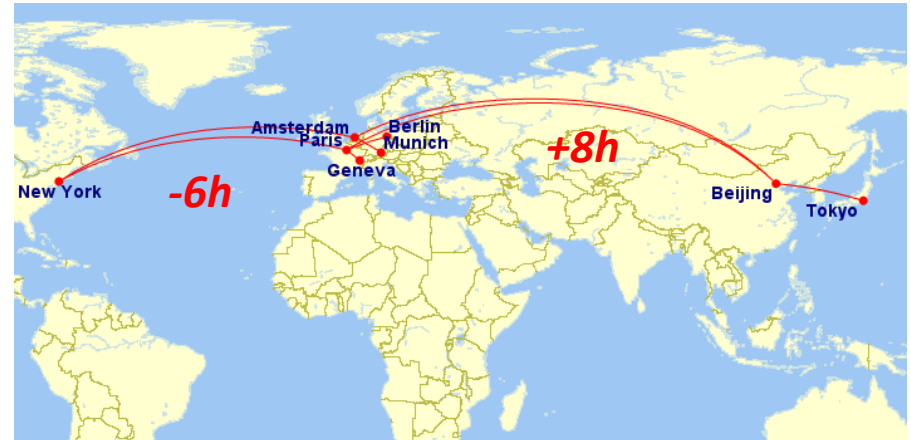 Amsterdam
Berlin
Paris
Munich
+8h
Geneva
New York
-6h
Beijing
Tokyo